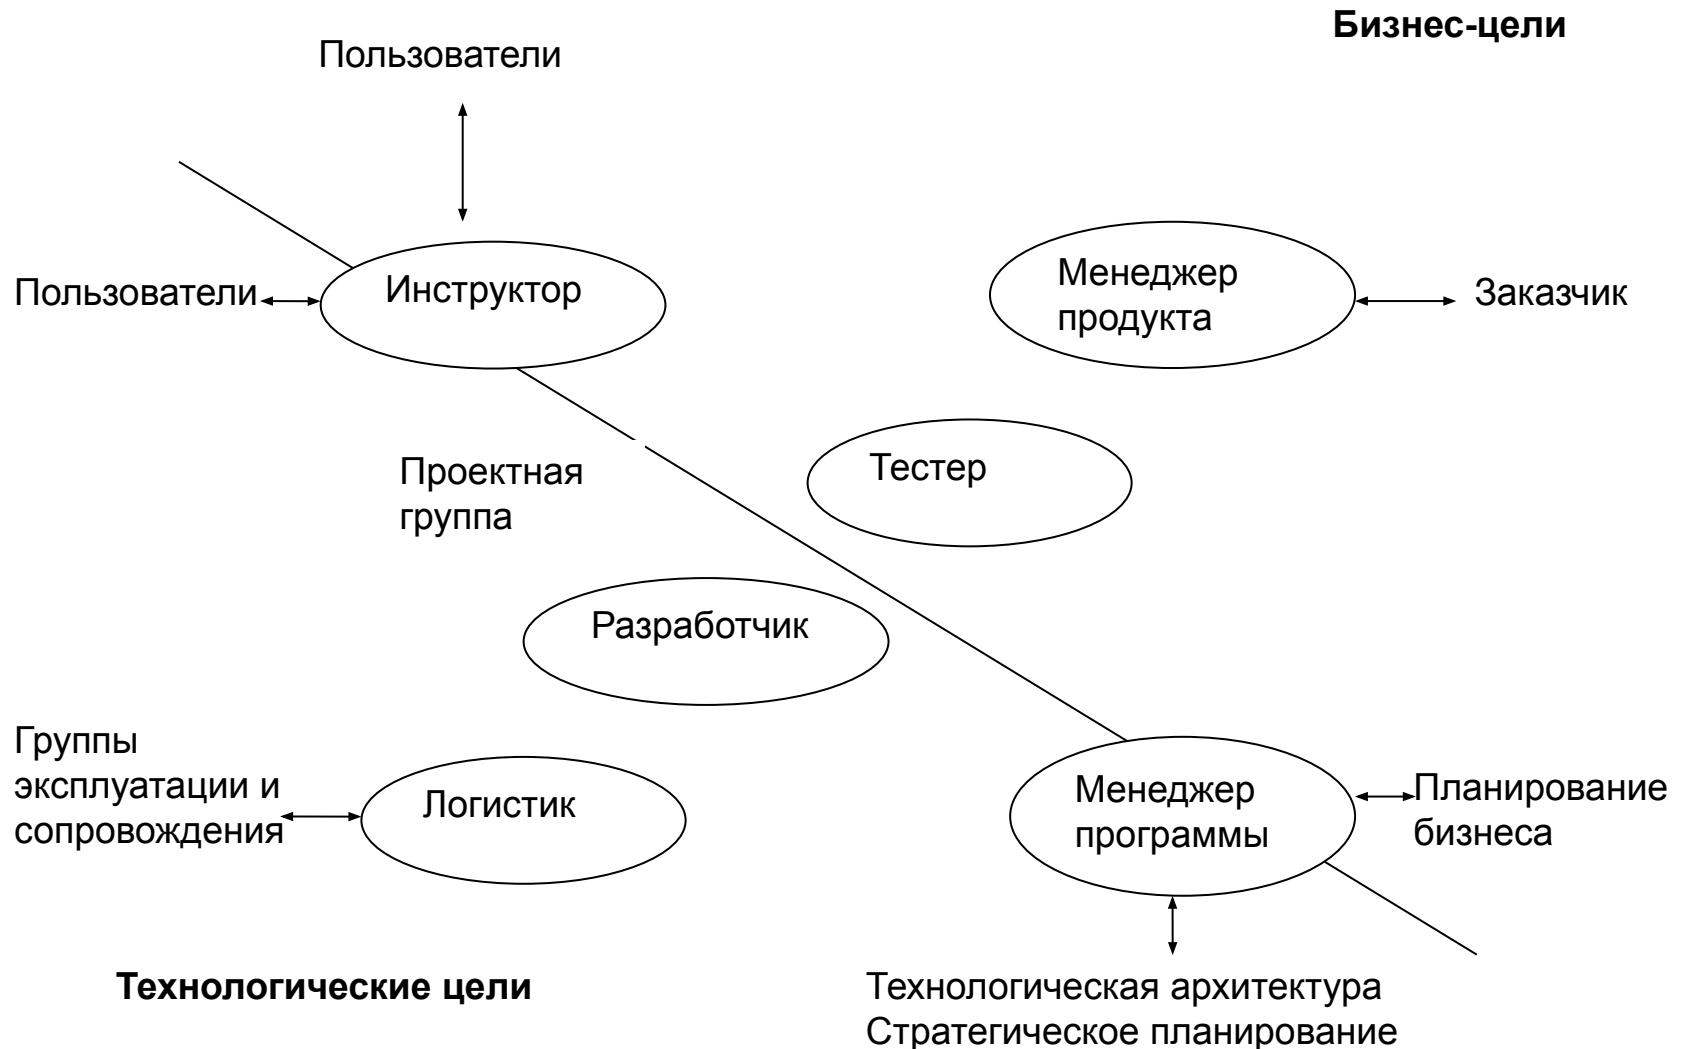 Бизнес-цели
Пользователи
Пользователи
Инструктор
Менеджер
продукта
Заказчик
Проектная
группа
Тестер
Разработчик
Группы
эксплуатации и
сопровождения
Логистик
Менеджер
программы
Планирование
бизнеса
Технологические цели
Технологическая архитектура
Стратегическое планирование